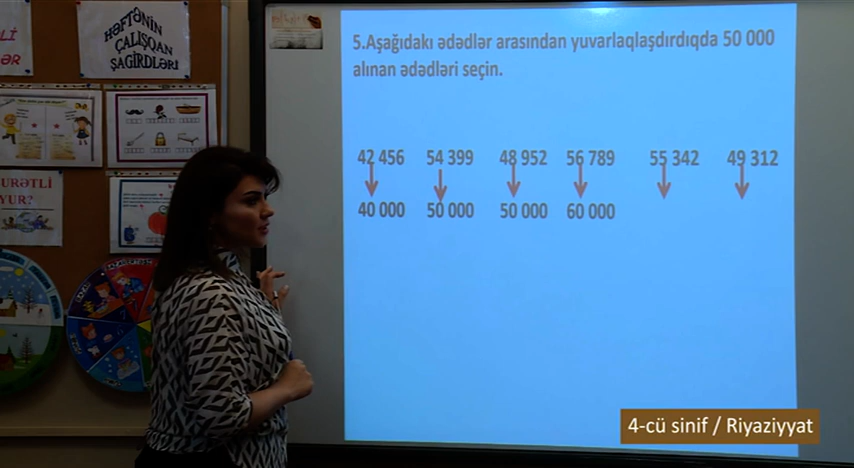 HƏFTƏNİN
ÇALIŞQAN
ŞAGİRDLƏRİ
5.Aşağıdakı ədədlər arasından yuvarlaqlaşdırdıqda 50 000
alınan ədədləri seçin.
42 456 54 399 48 952 56 789 55 342 49 312
40 000 50 000 50 000 60 000
4-cü sinif / Riyaziyyat